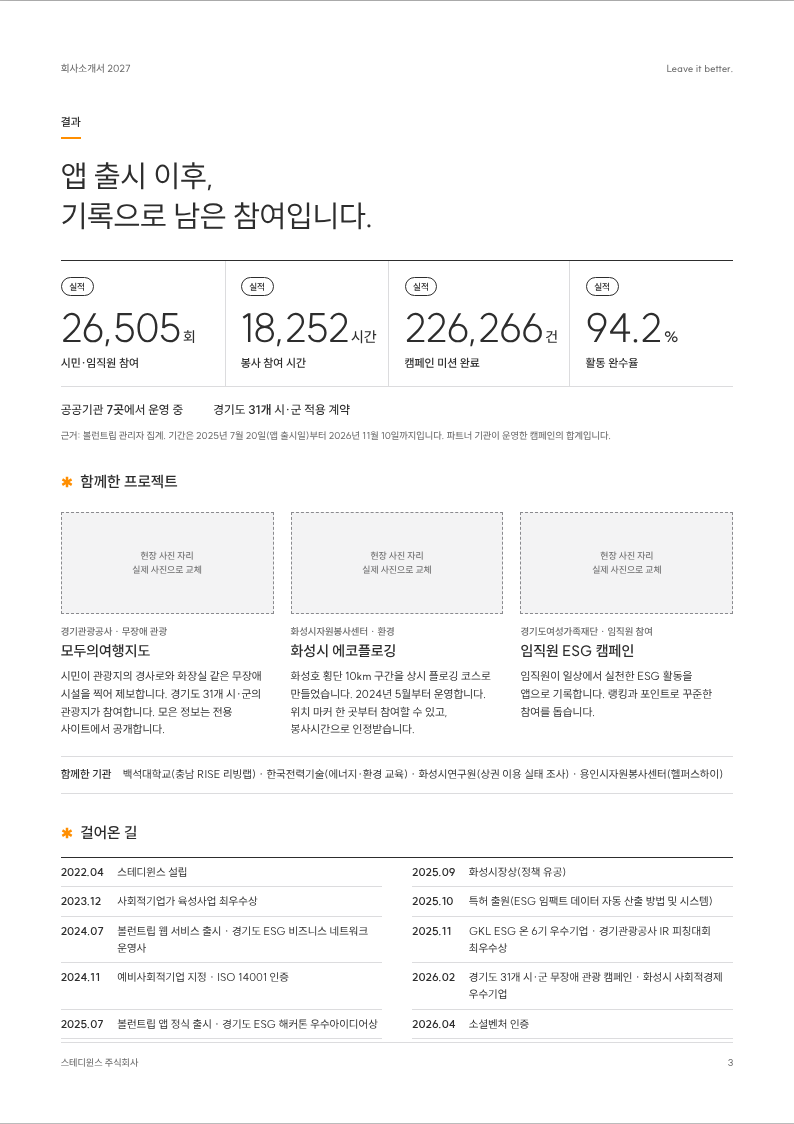 회사소개서 2027
Leave it better.
결과
앱 출시 이후,
기록으로 남은 참여입니다.
실적
26,505회
시민·임직원 참여
실적
18,252시간
봉사 참여 시간
실적
226,266건
캠페인 미션 완료
실적
94.2%
활동 완수율
공공기관 7곳에서 운영 중
경기도 31개 시·군 적용 계약
근거: 볼런트립 관리자 집계. 기간은 2025년 7월 20일(앱 출시일)부터 2026년 11월 10일까지입니다. 파트너 기관이 운영한 캠페인의 합계입니다.
✱ 함께한 프로젝트
현장 사진 자리
실제 사진으로 교체
경기관광공사 · 무장애 관광
모두의여행지도
시민이 관광지의 경사로와 화장실 같은 무장애
시설을 찍어 제보합니다. 경기도 31개 시·군의
관광지가 참여합니다. 모은 정보는 전용
사이트에서 공개합니다.
현장 사진 자리
실제 사진으로 교체
화성시자원봉사센터 · 환경
화성시 에코플로깅
화성호 횡단 10km 구간을 상시 플로깅 코스로
만들었습니다. 2024년 5월부터 운영합니다.
위치 마커 한 곳부터 참여할 수 있고,
봉사시간으로 인정받습니다.
현장 사진 자리
실제 사진으로 교체
경기도여성가족재단 · 임직원 참여
임직원 ESG 캠페인
임직원이 일상에서 실천한 ESG 활동을
앱으로 기록합니다. 랭킹과 포인트로 꾸준한
참여를 돕습니다.
함께한 기관 백석대학교(충남 RISE 리빙랩) · 한국전력기술(에너지·환경 교육) · 화성시연구원(상권 이용 실태 조사) · 용인시자원봉사센터(헬퍼스하이)
✱ 걸어온 길
2022.04 스테디윈스 설립
2023.12 사회적기업가 육성사업 최우수상
2024.07 볼런트립 웹 서비스 출시 · 경기도 ESG 비즈니스 네트워크
운영사
2024.11 예비사회적기업 지정 · ISO 14001 인증
2025.07 볼런트립 앱 정식 출시 · 경기도 ESG 해커톤 우수아이디어상
2025.09 화성시장상(정책 유공)
2025.10 특허 출원(ESG 임팩트 데이터 자동 산출 방법 및 시스템)
2025.11 GKL ESG 온 6기 우수기업 · 경기관광공사 IR 피칭대회
최우수상
2026.02 경기도 31개 시·군 무장애 관광 캠페인 · 화성시 사회적경제
우수기업
2026.04 소셜벤처 인증
스테디윈스 주식회사
3